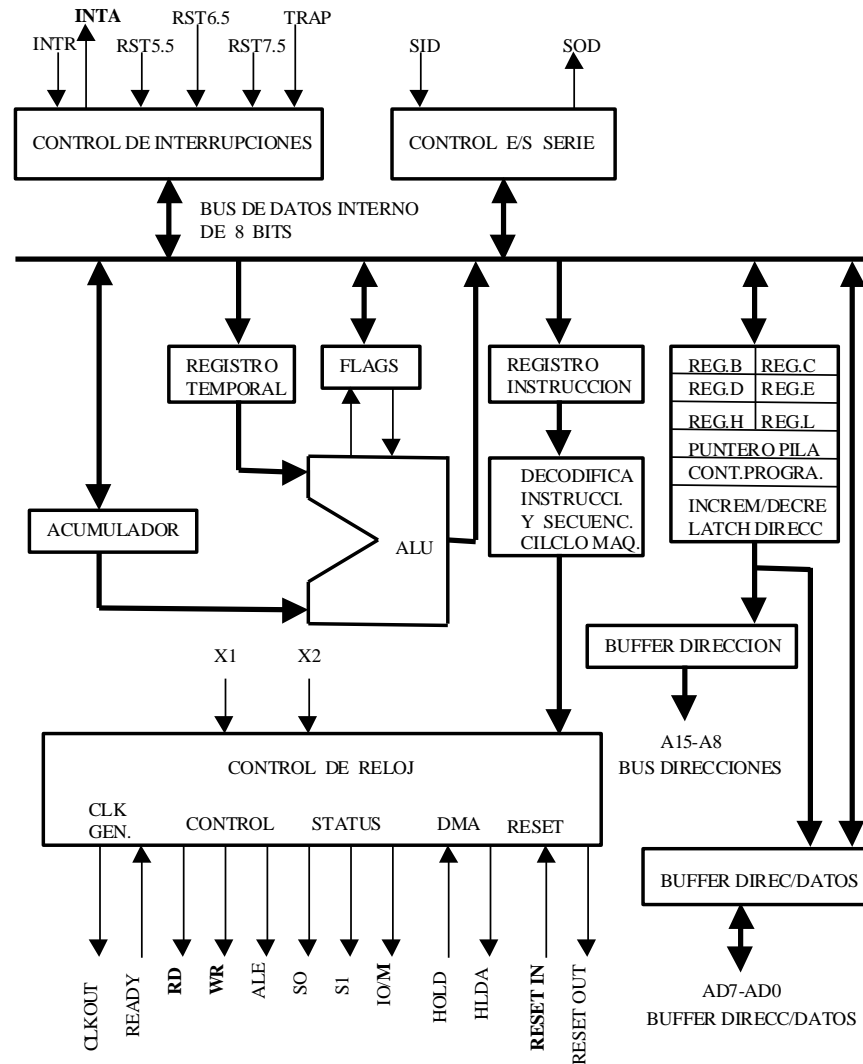 INTA
RST6.5
TRAP
INTR
RST5.5
RST7.5
SID
SOD
CONTROL DE INTERRUPCIONES
CONTROL E/S SERIE
BUS DE DATOS INTERNO
DE 8 BITS
REGISTRO
TEMPORAL
FLAGS
REGISTRO
INSTRUCCION
REG.B
REG.C
REG.D
REG.E
REG.H
REG.L
PUNTERO PILA
CONT.PROGRA.
INCREM/DECRE
LATCH DIRECC
DECODIFICA
INSTRUCCI.
Y SECUENC.
CILCLO MAQ.
ACUMULADOR
ALU
BUFFER DIRECCION
X1
X2
A15-A8
BUS DIRECCIONES
CONTROL DE RELOJ
CLK
GEN.
CONTROL
STATUS
DMA
RESET
BUFFER DIREC/DATOS
CLKOUT
READY
RD
WR
ALE
SO
S1
IO/M
HOLD
HLDA
RESET IN
RESET OUT
AD7-AD0
BUFFER DIRECC/DATOS